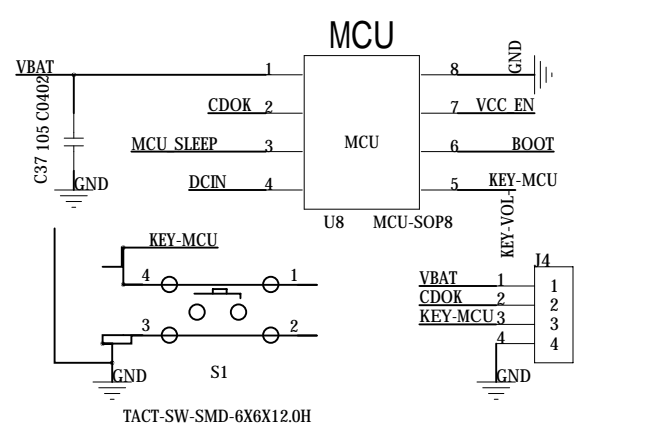 MCU
VBAT
1
8
GND
C37 105 C0402
CDOK
2
7
VCC_EN
MCU
MCU_SLEEP
3
6
BOOT
GND
DCIN
4
5
KEY-MCU
U8
MCU-SOP8
KEY-VOL-
KEY-MCU
4
1
3
2
S1
GND
TACT-SW-SMD-6X6X12.0H
J4
VBAT
1
1
CDOK
2
2
KEY-MCU
3
3
4
4
GND